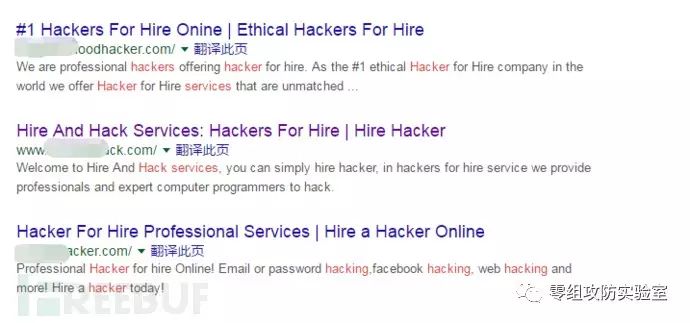 #1 Hackers For Hire Onine | Ethical Hackers For Hire
oodhacker.com/ ▼ 翻译此页
We are professional hackers offering hacker for hire. As the #1 ethical Hacker for Hire company in the
world we offer Hacker for Hire services that are unmatched ...
Hire And Hack Services: Hackers For Hire | Hire Hacker
www. ack.com/ ▼ 翻译此页
Welcome to Hire And Hack services, you can simply hire hacker, in hackers for hire service we provide
professionals and expert computer programmers to hack.
Hacker For Hire Professional Services | Hire a Hacker Online
acker.com/ ▼ 翻译此页
Professional Hacker for hire Online! Email or password hacking,facebook hacking, web hacking and
more! Hire a hacker today!
FREEBUF
零组攻防实验室